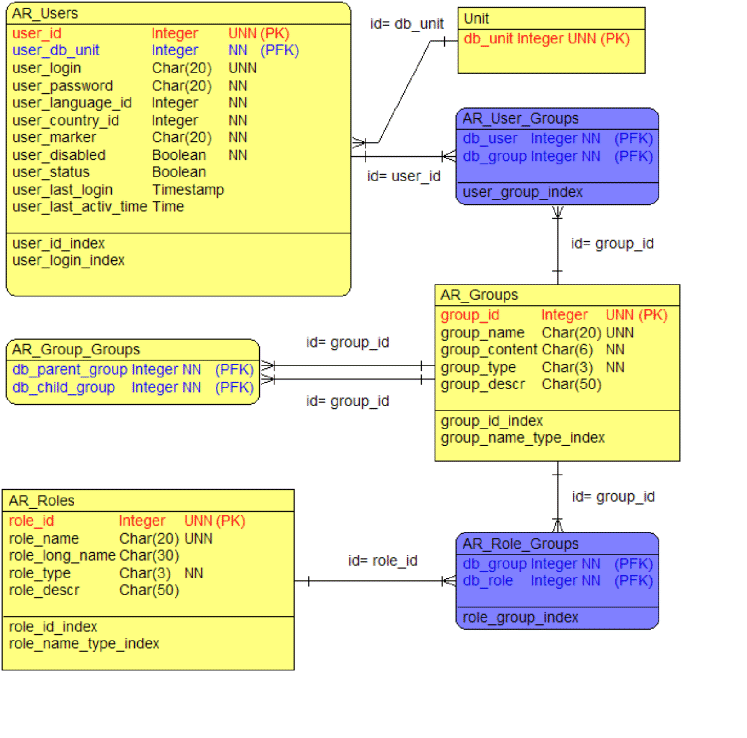 AR_Users
user_id Integer UNN (PK)
user_db_unit Integer NN (PFK)
user_login Char(20) UNN
user_password Char(20) NN
user_language_id Integer NN
user_country_id Integer NN
user_marker Char(20) NN
user_disabled Boolean NN
user_status Boolean
user_last_login Timestamp
user_last_activ_time Time
user_id_index
user_login_index
id= db_unit
Unit
db_unit Integer UNN (PK)
AR_User_Groups
db_user Integer NN (PFK)
db_group Integer NN (PFK)
user_group_index
id= user_id
id= group_id
AR_Groups
group_id Integer UNN (PK)
group_name Char(20) UNN
group_content Char(6) NN
group_type Char(3) NN
group_descr Char(50)
group_id_index
group_name_type_index
id= group_id
AR_Group_Groups
db_parent_group Integer NN (PFK)
db_child_group Integer NN (PFK)
id= group_id
id= group_id
AR_Roles
role_id Integer UNN (PK)
role_name Char(20) UNN
role_long_name Char(30)
role_type Char(3) NN
role_descr Char(50)
role_id_index
role_name_type_index
id= role_id
AR_Role_Groups
db_group Integer NN (PFK)
db_role Integer NN (PFK)
role_group_index